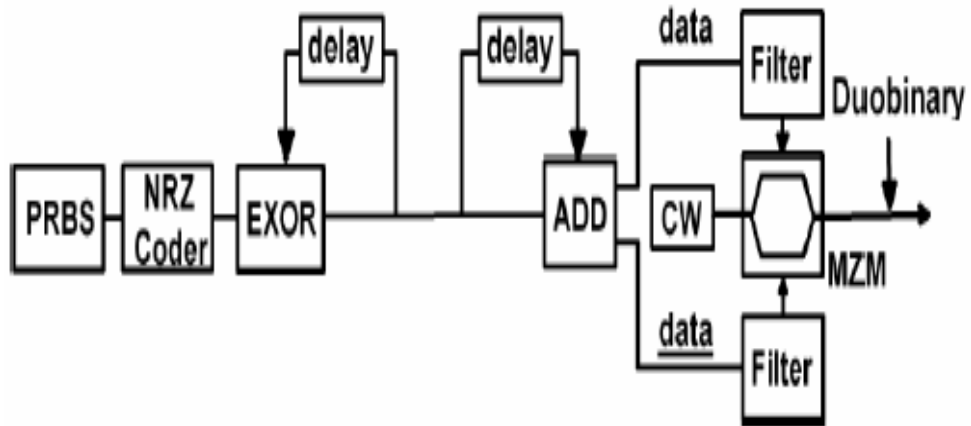 delay
delay
data
Filter
Duobinary
PRBS
NRZ
Coder
EXOR
ADD
CW
MZM
data
Filter